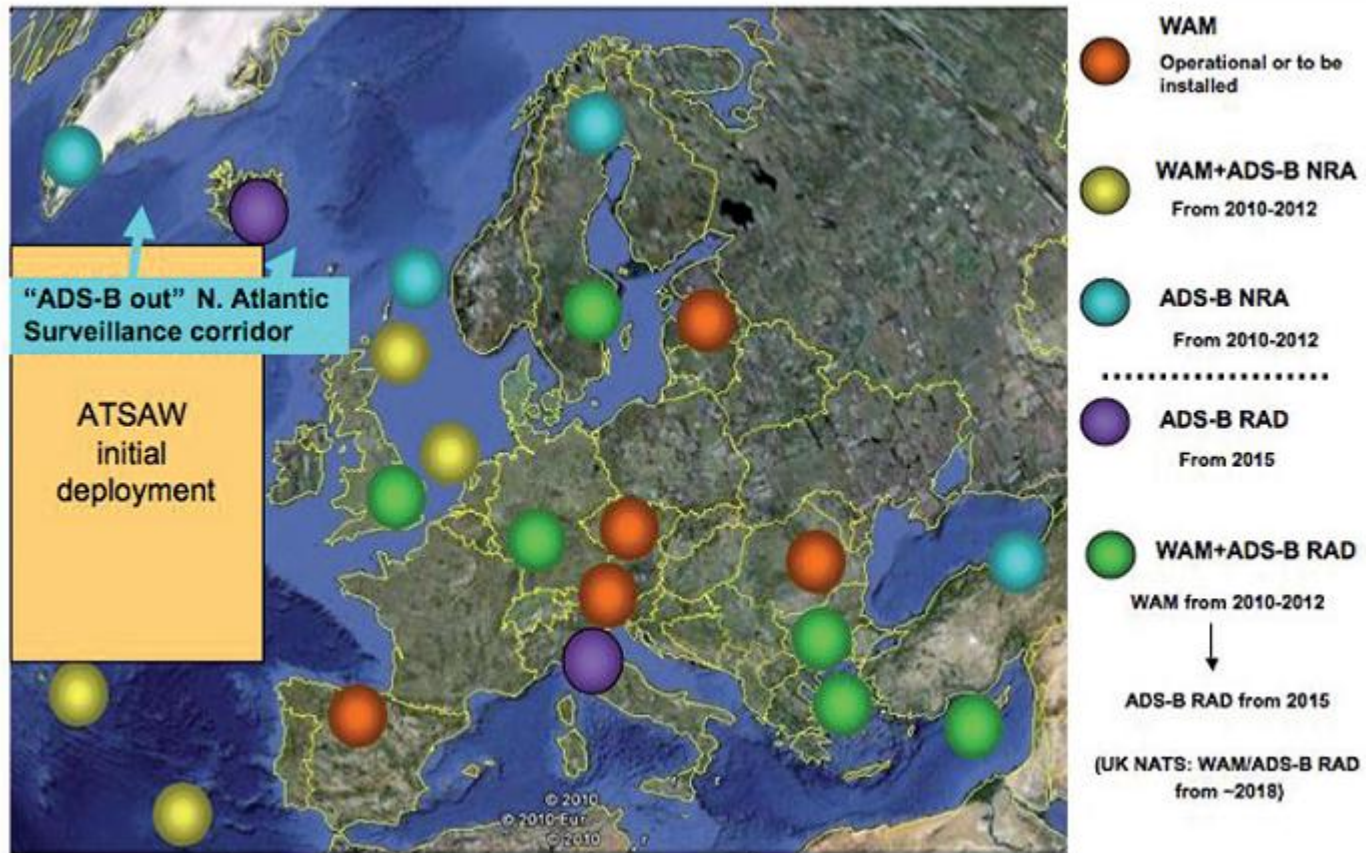 "ADS-B out" N. Atlantic
Surveillance corridor
ATSAW
initial
deployment
© 2010
© 2010 Eur
© 2010
r
r
r
WAM
Operational or to be
installed
WAM+ADS-B NRA
From 2010-2012
ADS-B NRA
From 2010-2012
ADS-B RAD
From 2015
WAM+ADS-B RAD
WAM from 2010-2012
ADS-B RAD from 2015
(UK NATS: WAM/ADS-B RAD
from ~2018)